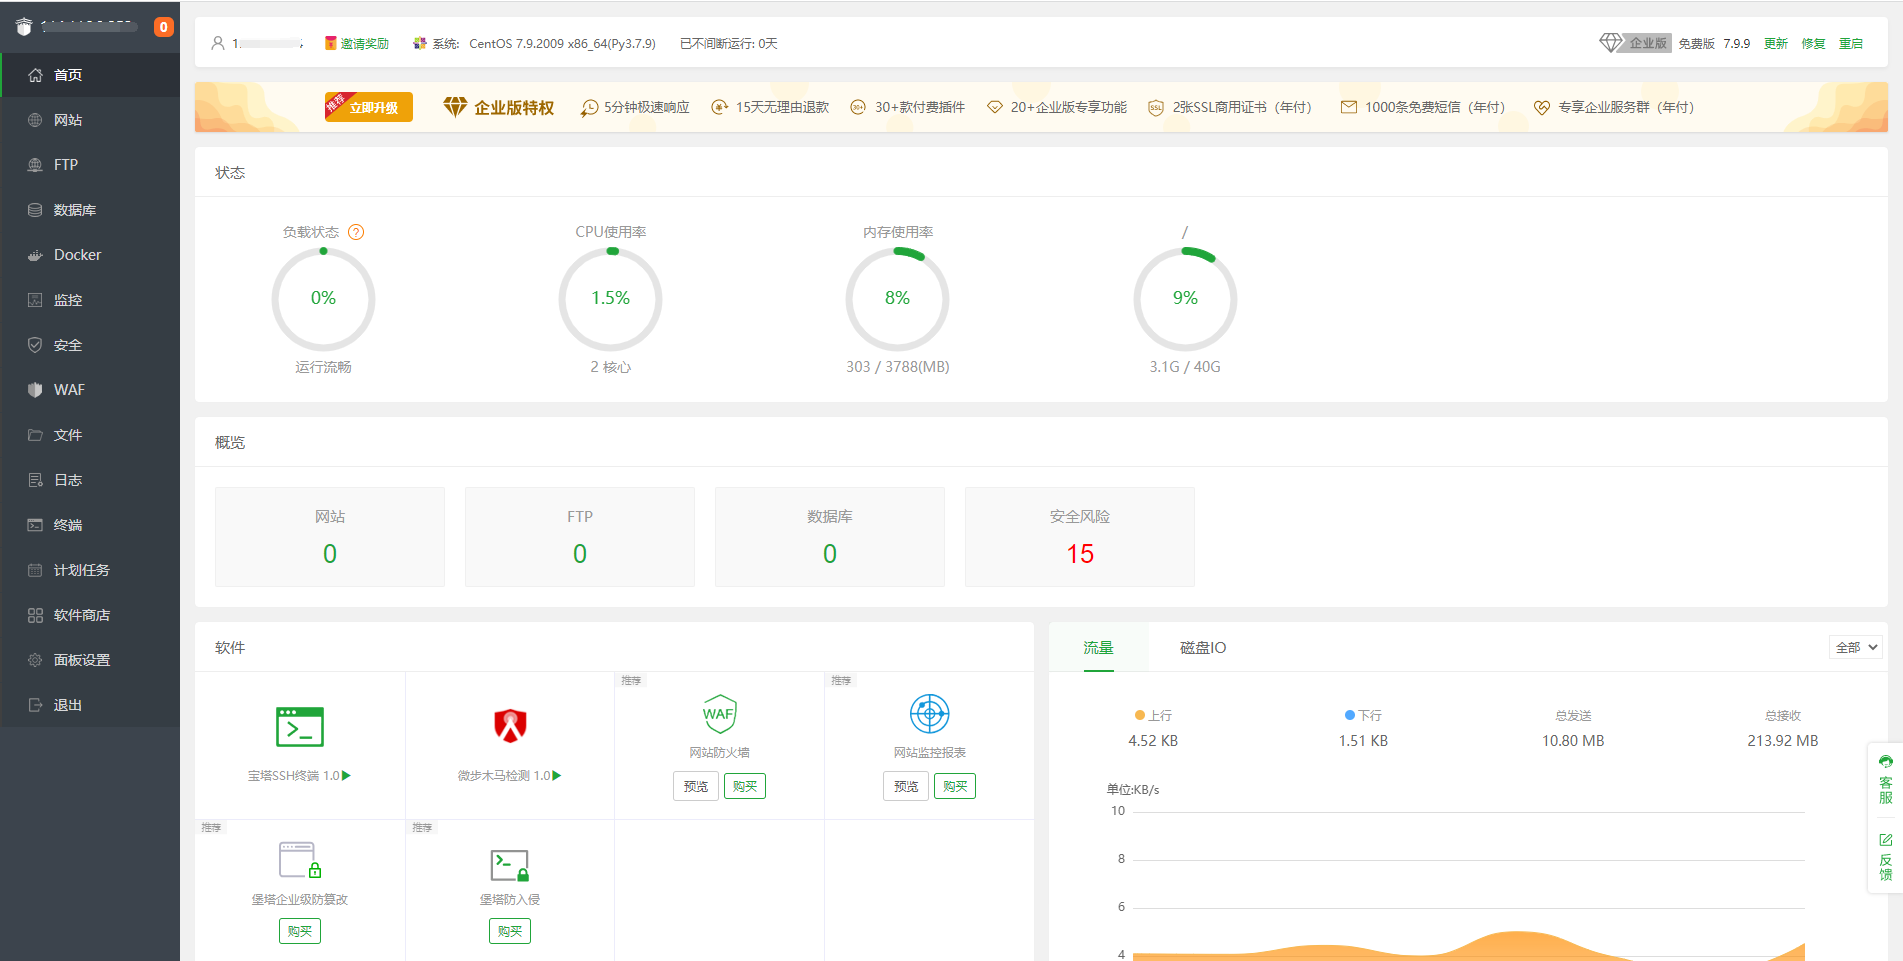 0
首页
网站
FTP
数据库
Docker
监控
安全
WAF
文件
日志
终端
计划任务
软件商店
面板设置
退出
邀请奖励 系统: CentOS 7.9.2009 x86_64(Py3.7.9) 已不间断运行: 0天
企业版 免费版 7.9.9 更新 修复 重启
推荐 立即升级 企业版特权 5分钟极速响应 15天无理由退款 30+ 30+款付费插件 20+企业版专享功能 SSL 2张SSL商用证书（年付） 1000条免费短信（年付） 专享企业服务群（年付）
状态
负载状态 ? CPU使用率 内存使用率 /
0% 1.5% 8% 9%
运行流畅 2 核心 303 / 3788(MB) 3.1G / 40G
概览
网站 FTP 数据库 安全风险
0 0 0 15
软件
推荐 推荐
WAF
网站防火墙 网站监控报表
宝塔SSH终端 1.0 微步木马检测 1.0 预览 购买 预览 购买
推荐 推荐
堡塔企业级防篡改 堡塔防入侵
购买 购买
流量 磁盘IO 全部
上行 下行 总发送 总接收
4.52 KB 1.51 KB 10.80 MB 213.92 MB
单位:KB/s
10
8
6
4
客服
反馈